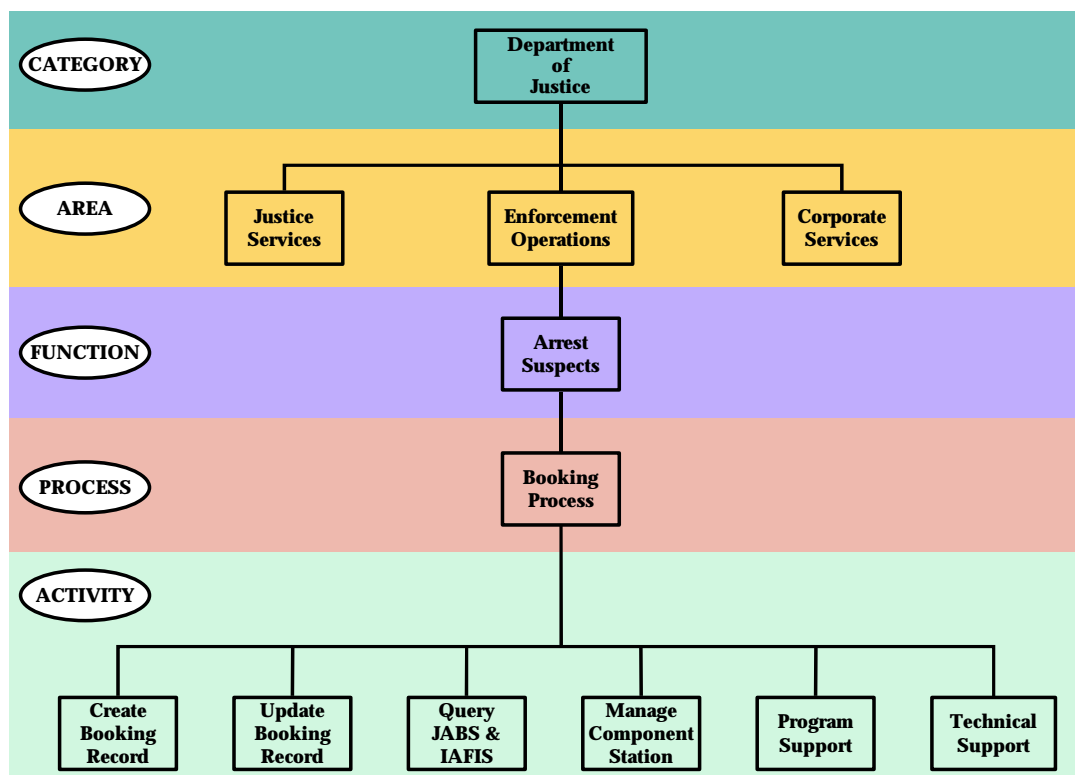 CATEGORY
Department
of
Justice
AREA
Justice
Services
Enforcement
Operations
Corporate
Services
FUNCTION
Arrest
Suspects
PROCESS
Booking
Process
ACTIVITY
Create
Booking
Record
Update
Booking
Record
Query
JABS &
IAFIS
Manage
Component
Station
Program
Support
Technical
Support